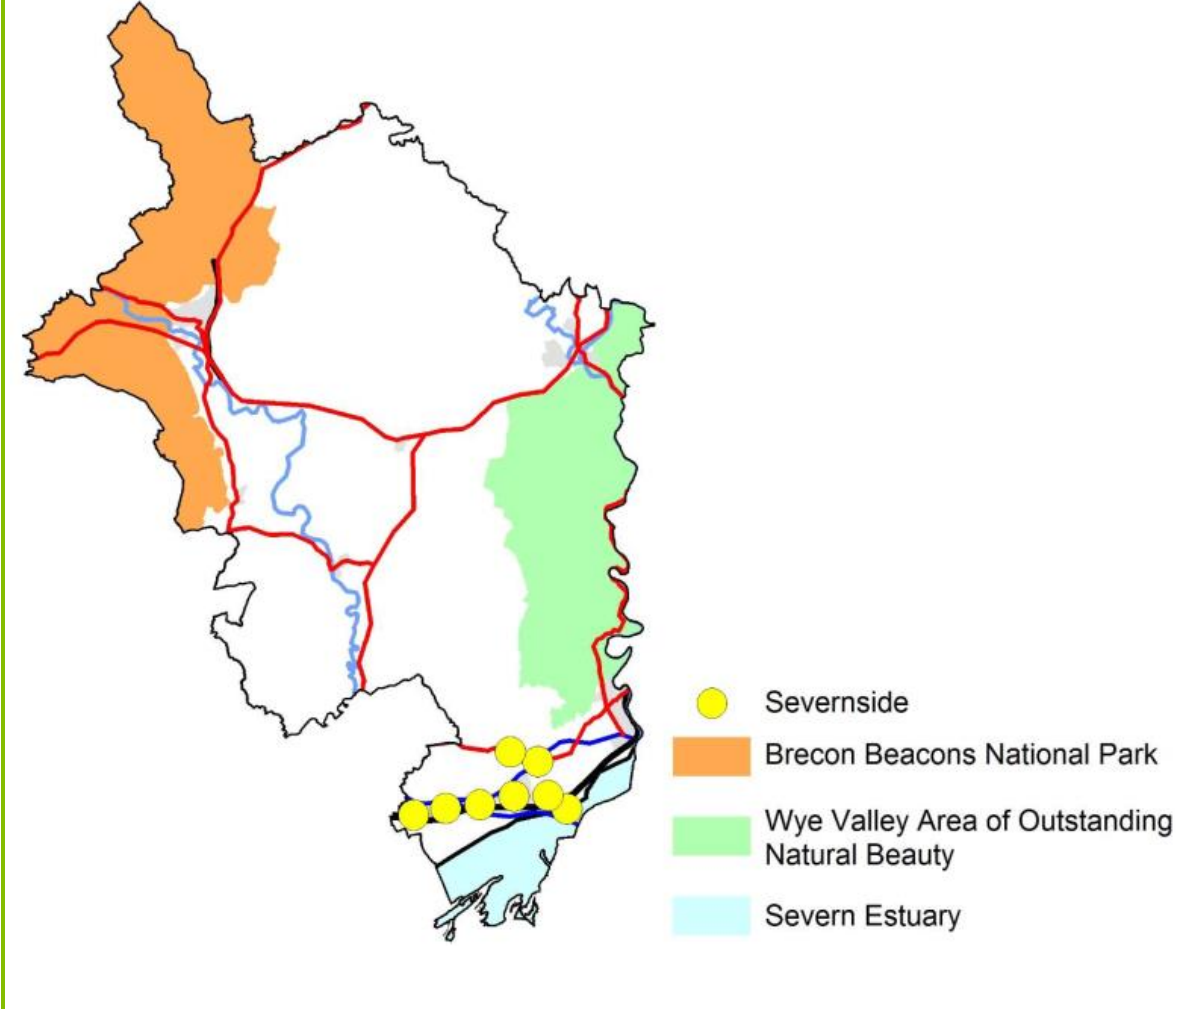 Severnside
Brecon Beacons National Park
Wye Valley Area of Outstanding
Natural Beauty
Severn Estuary